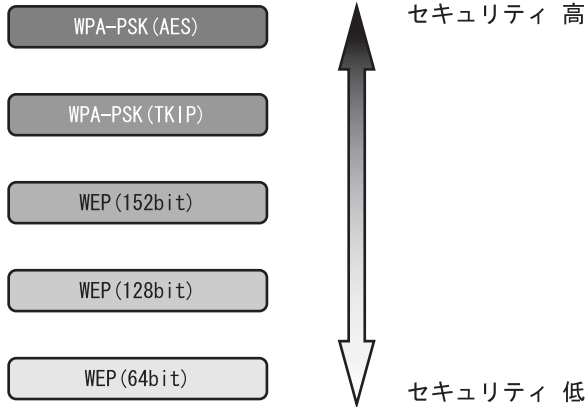 WPA-PSK(AES)
セキュリティ 高
WPA-PSK(TKIP)
WEP(152bit)
WEP(128bit)
WEP(64bit)
セキュリティ 低